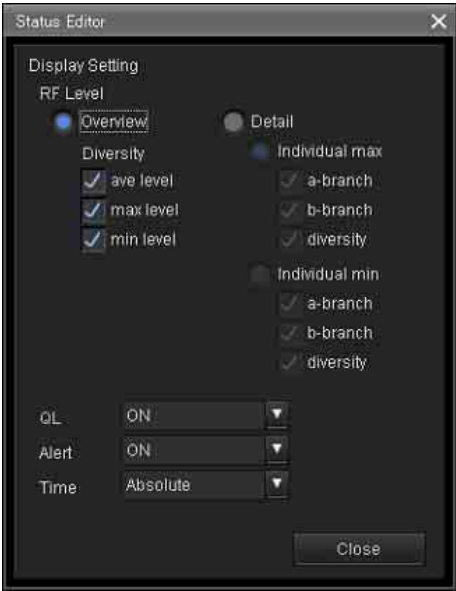 Status Editor
Display Setting
RF Level
Overview
Detail
Diversity
ave level
max level
min level
Individual max
a-branch
b-branch
diversity
Individual min
a-branch
b-branch
diversity
QL ON
Alert ON
Time Absolute
Close